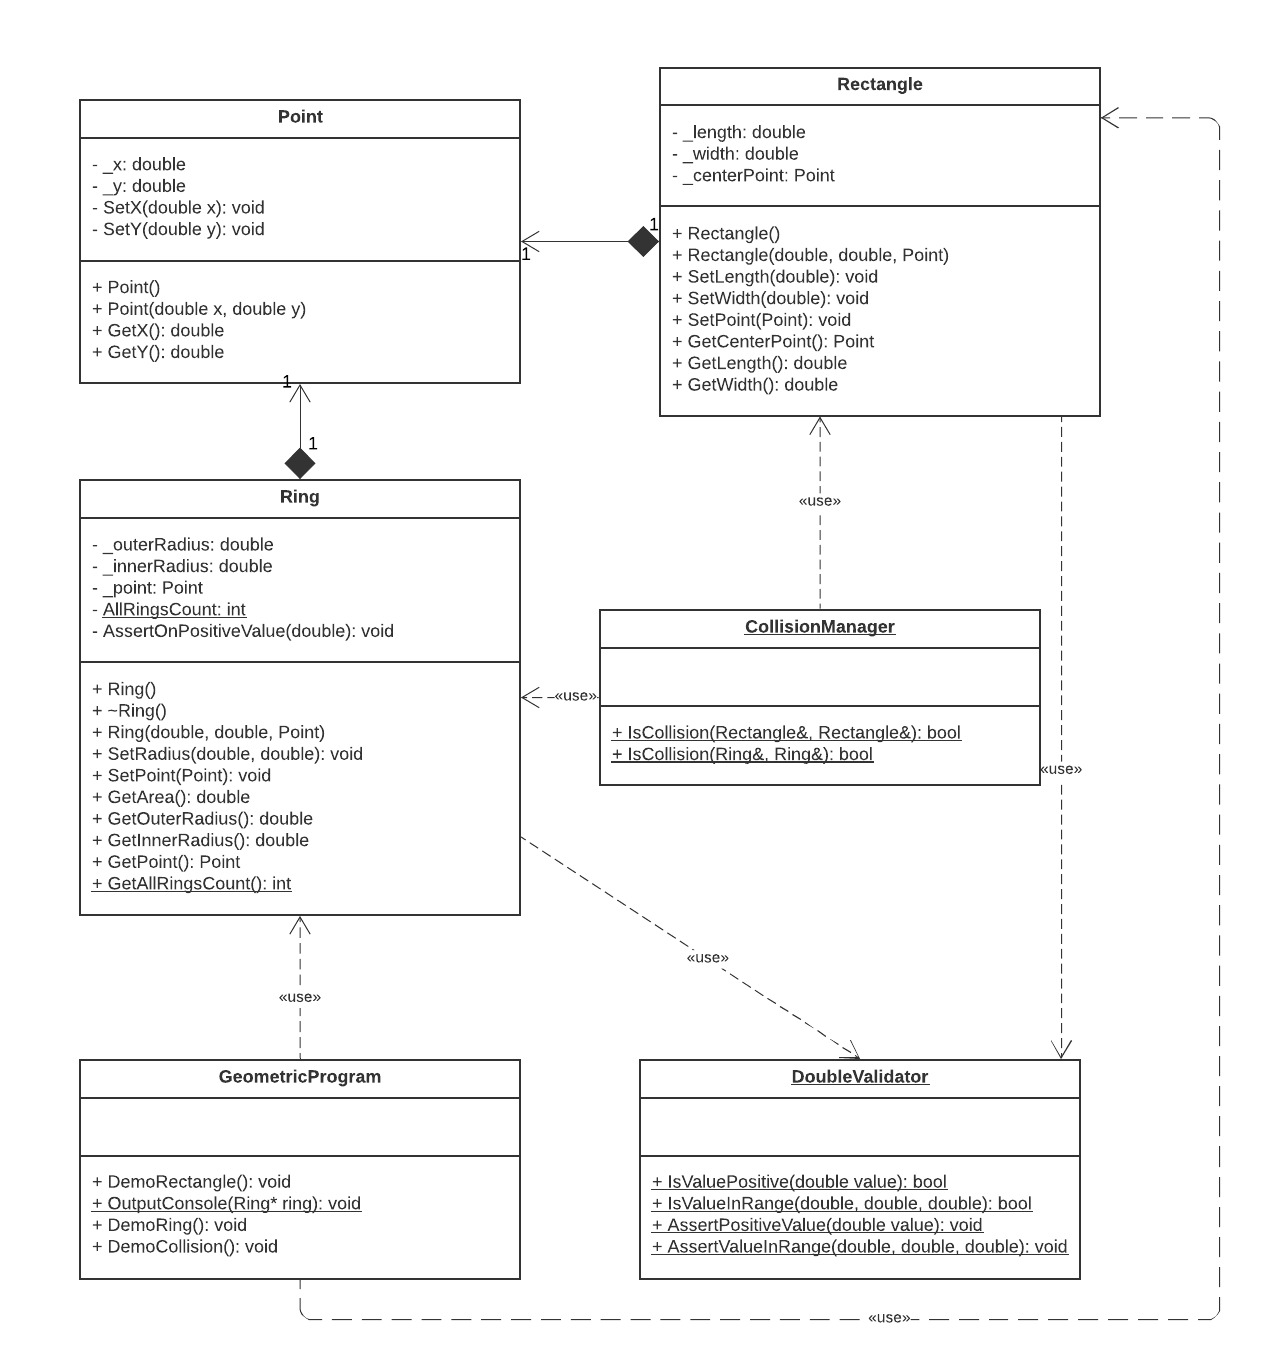 Point
- _x: double
- _y: double
- SetX(double x): void
- SetY(double y): void
+ Point()
+ Point(double x, double y)
+ GetX(): double
+ GetY(): double
Rectangle
- _length: double
- _width: double
- _centerPoint: Point
+ Rectangle()
+ Rectangle(double, double, Point)
+ SetLength(double): void
+ SetWidth(double): void
+ SetPoint(Point): void
+ GetCenterPoint(): Point
+ GetLength(): double
+ GetWidth(): double
1
1
1
1
Ring
- _outerRadius: double
- _innerRadius: double
- _point: Point
- AllRingsCount: int
- AssertOnPositiveValue(double): void
+ Ring()
+ ~Ring()
+ Ring(double, double, Point)
+ SetRadius(double, double): void
+ SetPoint(Point): void
+ GetArea(): double
+ GetOuterRadius(): double
+ GetInnerRadius(): double
+ GetPoint(): Point
+ GetAllRingsCount(): int
«use»
CollisionManager
+ IsCollision(Rectangle&, Rectangle&): bool
+ IsCollision(Ring&, Ring&): bool
«use»
«use»
«use»
«use»
GeometricProgram
+ DemoRectangle(): void
+ OutputConsole(Ring* ring): void
+ DemoRing(): void
+ DemoCollision(): void
DoubleValidator
+ IsValuePositive(double value): bool
+ IsValueInRange(double, double, double): bool
+ AssertPositiveValue(double value): void
+ AssertValueInRange(double, double, double): void
«use»